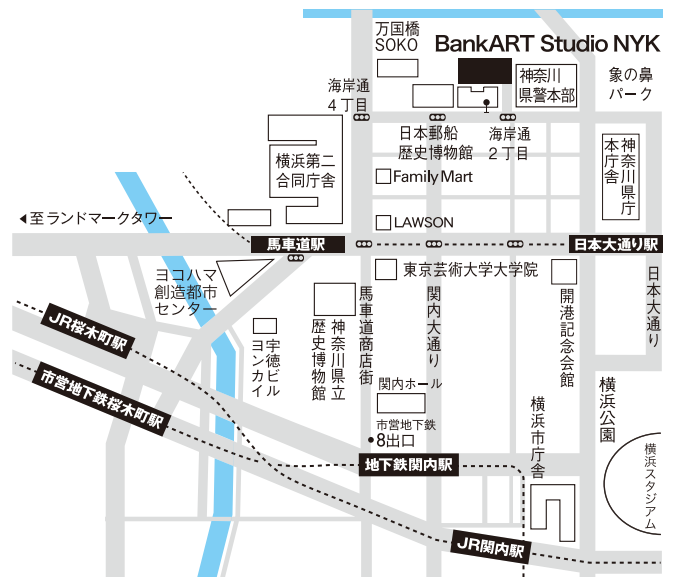 万国橋
SOKO
BankART Studio NYK
神奈川
県警本部
象の鼻
パーク
海岸通
4丁目
日本郵船
歴史博物館
海岸通
2丁目
神奈川県庁
本庁舎
横浜第二
合同庁舎
Family Mart
LAWSON
◀至ランドマークタワー
馬車道駅
日本大通り駅
ヨコハマ
創造都市
センター
東京芸術大学大学院
日本大通り
馬車道商店街
関内大通り
開港記念会館
神奈川県立
歴史博物館
宇徳ビル
ヨンカイ
JR桜木町駅
市営地下鉄桜木町駅
関内ホール
市営地下鉄
8出口
地下鉄関内駅
横浜市庁舎
横浜公園
横浜スタジアム
JR関内駅